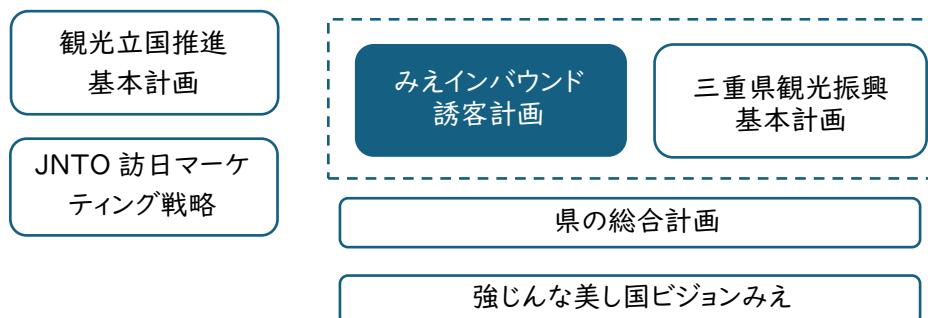 観光立国推進
基本計画
JNTO 訪日マーケ
ティング戦略
みえインバウンド
誘客計画
三重県観光振興
基本計画
県の総合計画
強じんな美し国ビジョンみえ